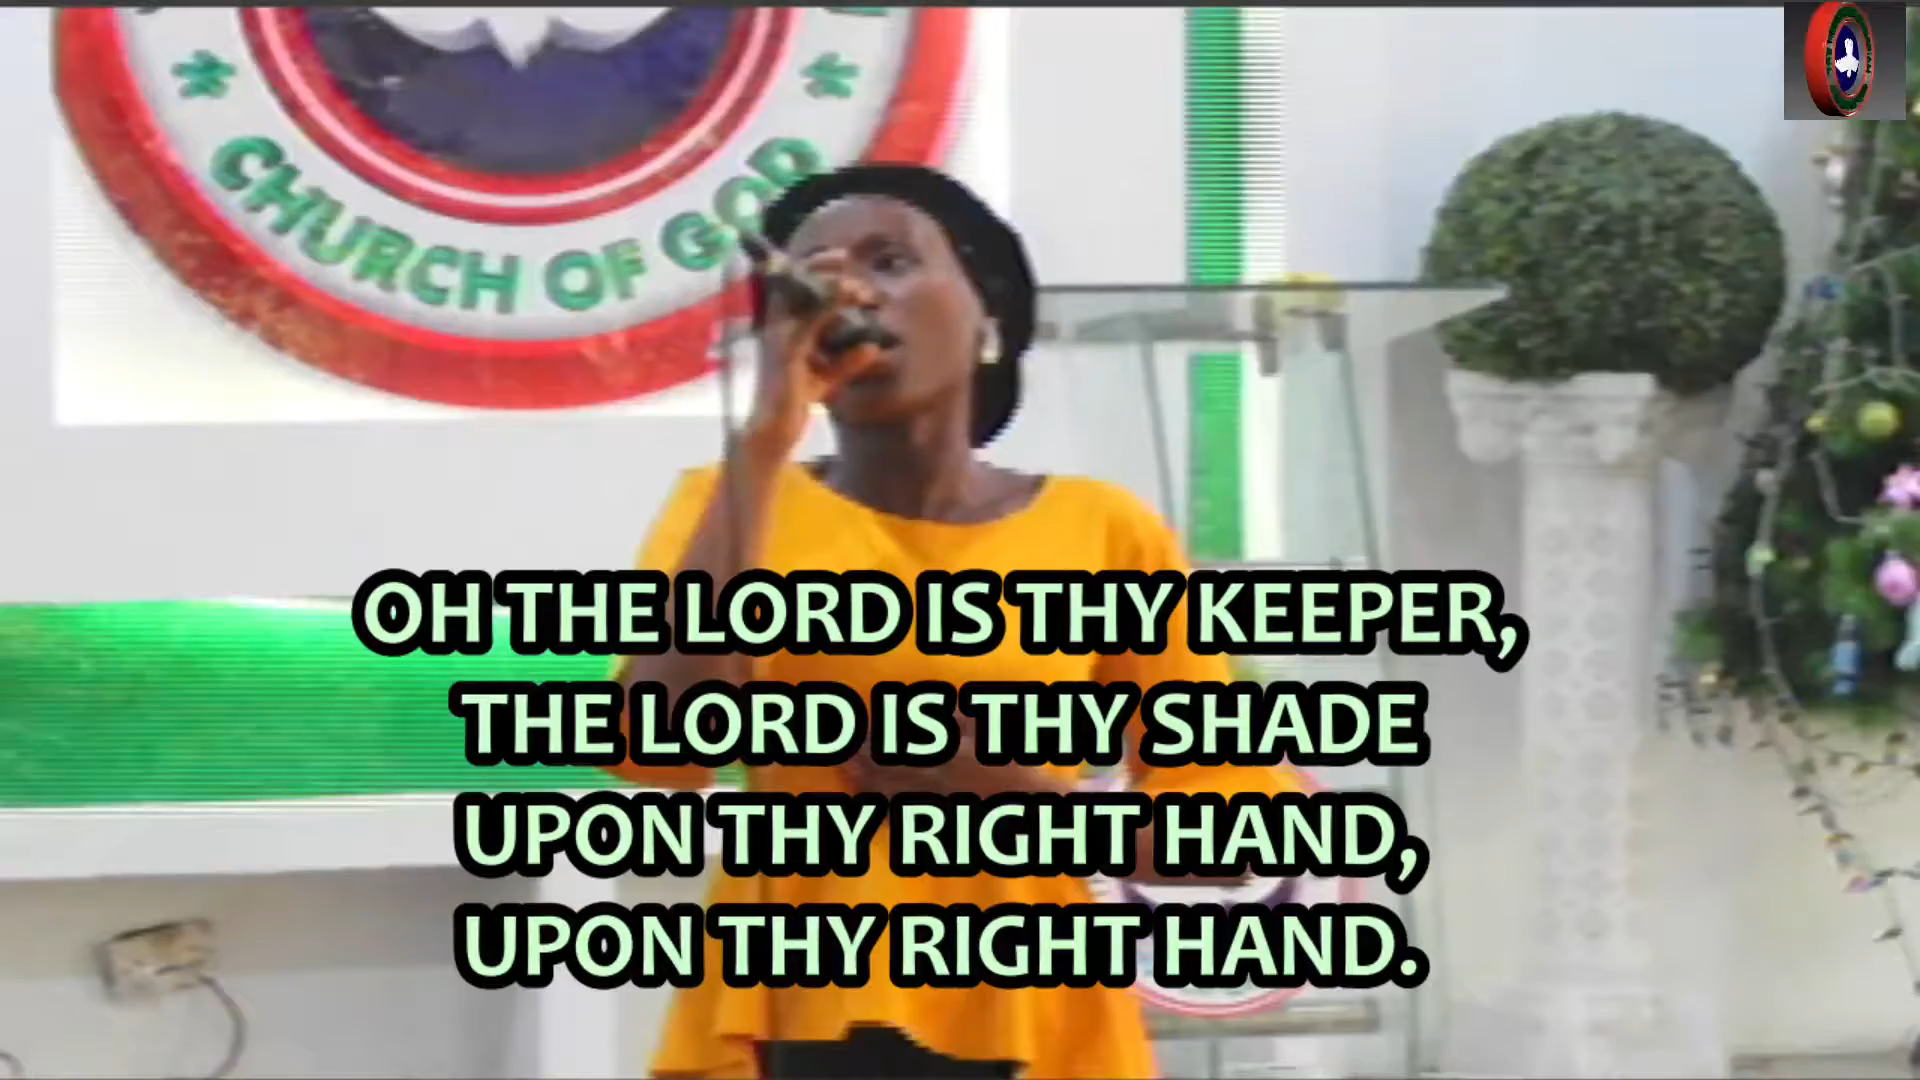 CHURCH OF GOD
OH THE LORD IS THY KEEPER,
THE LORD IS THY SHADE
UPON THY RIGHT HAND,
UPON THY RIGHT HAND.